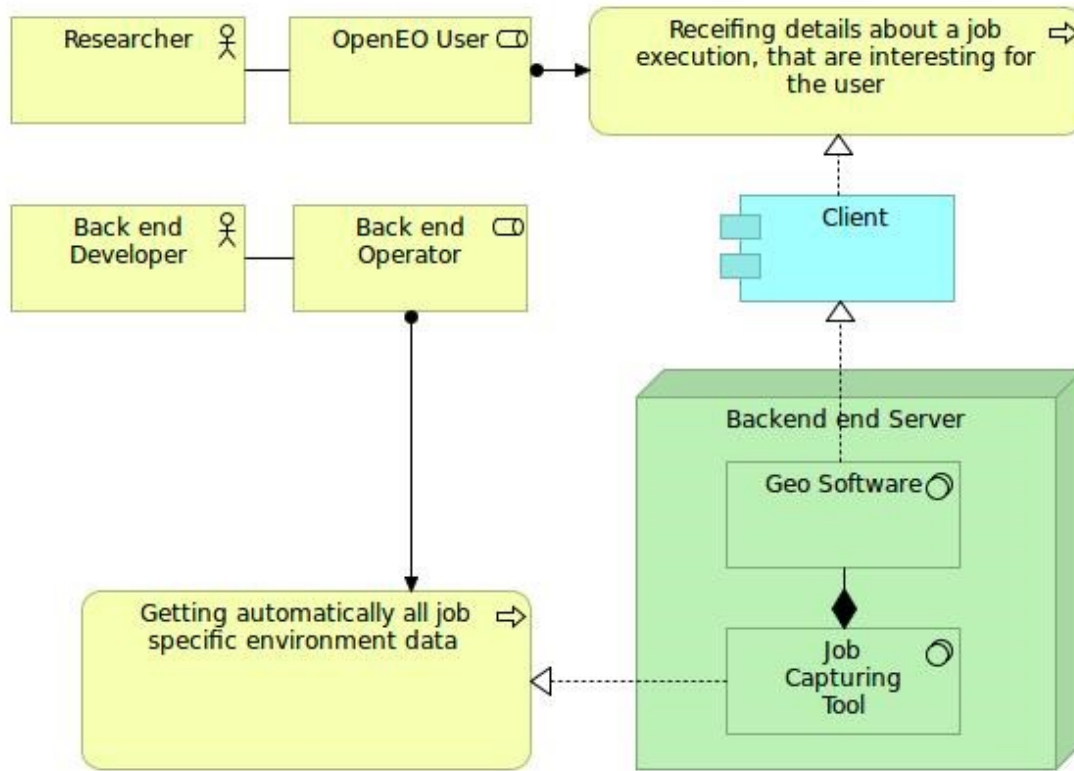 Researcher
OpenEO User
Receifing details about a job
execution, that are interesting for
the user
Back end
Developer
Back end
Operator
Client
Backend end Server
Geo Software
Getting automatically all job
specific environment data
Job
Capturing
Tool